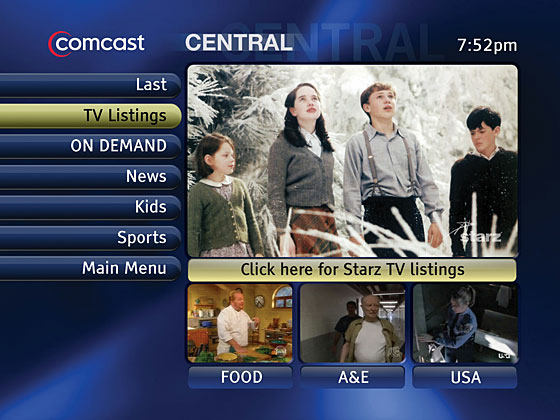 comcast
CENTRAL
CENTRAL
7:52pm
Last
TV Listings
ON DEMAND
News
Kids
Sports
Main Menu
starz
Click here for Starz TV listings
FOOD
A&E
USA